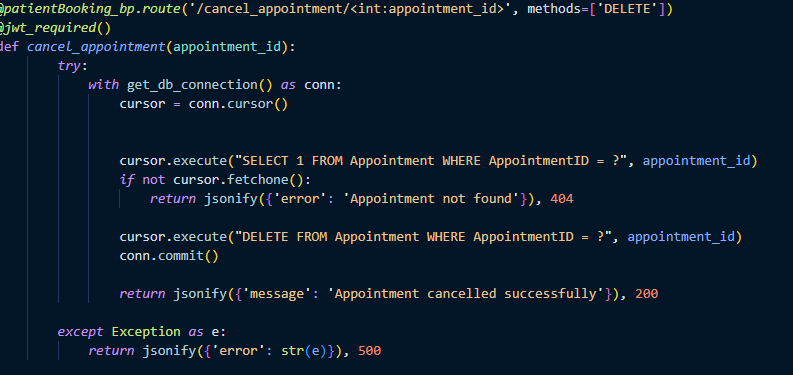 @patientBooking_bp.route('/cancel_appointment/<int:appointment_id>', methods=['DELETE'])
@jwt_required()
def cancel_appointment(appointment_id):
try:
with get_db_connection() as conn:
cursor = conn.cursor()
cursor.execute("SELECT 1 FROM Appointment WHERE AppointmentID = ?", appointment_id)
if not cursor.fetchone():
return jsonify({'error': 'Appointment not found'}), 404
cursor.execute("DELETE FROM Appointment WHERE AppointmentID = ?", appointment_id)
conn.commit()
return jsonify({'message': 'Appointment cancelled successfully'}), 200
except Exception as e:
return jsonify({'error': str(e)}), 500